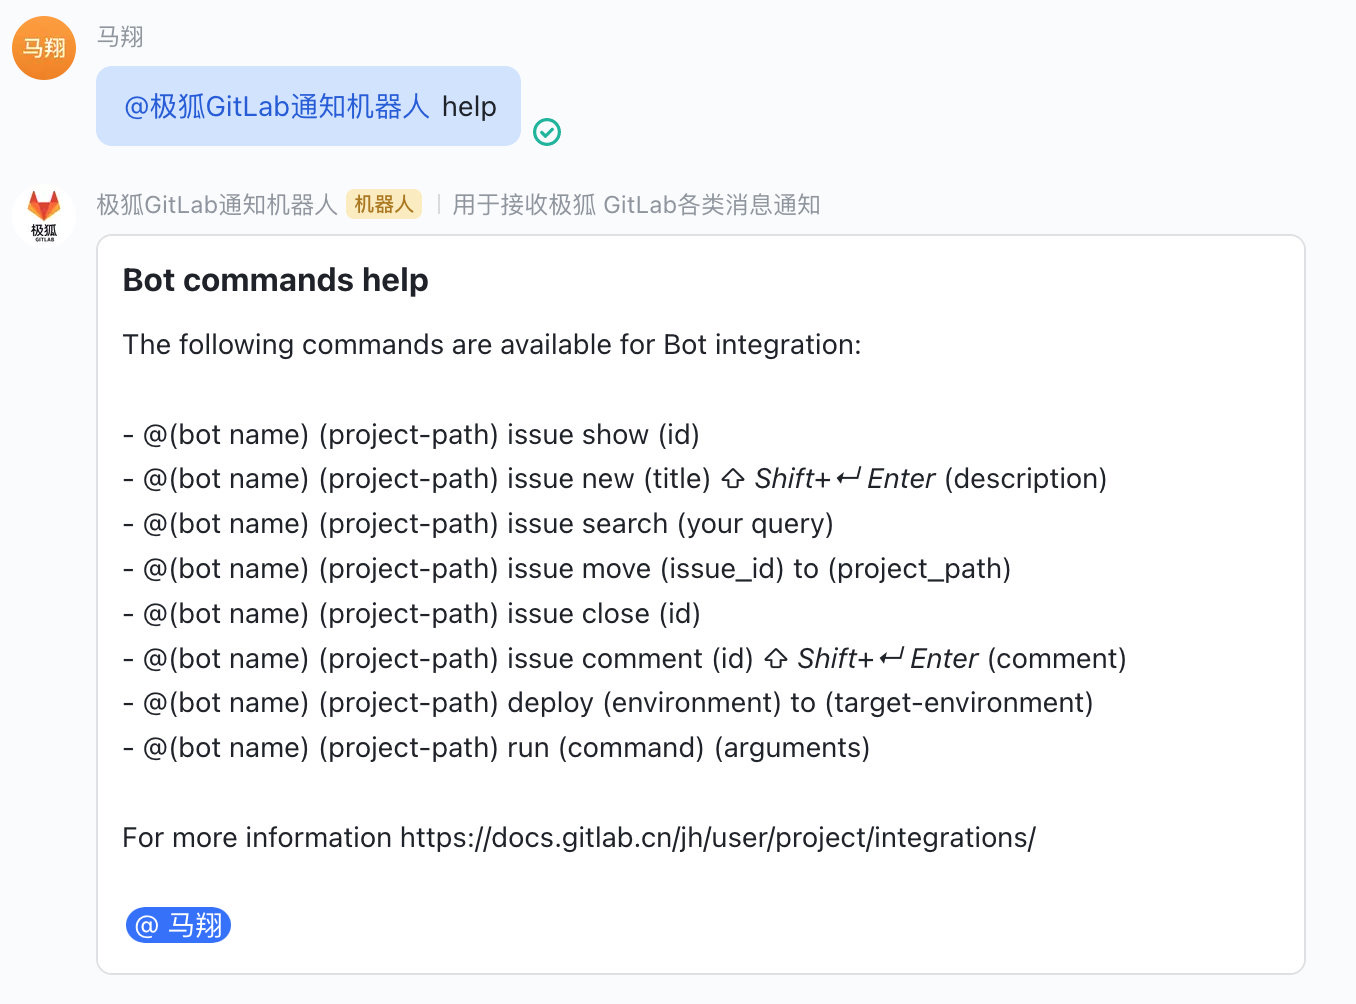 马翔
马翔
@极狐GitLab通知机器人 help
极狐GitLab通知机器人 机器人 用于接收极狐 GitLab各类消息通知
极狐
GITLAB
Bot commands help
The following commands are available for Bot integration:
- @(bot name) (project-path) issue show (id)
- @(bot name) (project-path) issue new (title) ⇧ Shift+↵ Enter (description)
- @(bot name) (project-path) issue search (your query)
- @(bot name) (project-path) issue move (issue_id) to (project_path)
- @(bot name) (project-path) issue close (id)
- @(bot name) (project-path) issue comment (id) ⇧ Shift+↵ Enter (comment)
- @(bot name) (project-path) deploy (environment) to (target-environment)
- @(bot name) (project-path) run (command) (arguments)
For more information https://docs.gitlab.cn/jh/user/project/integrations/
@ 马翔